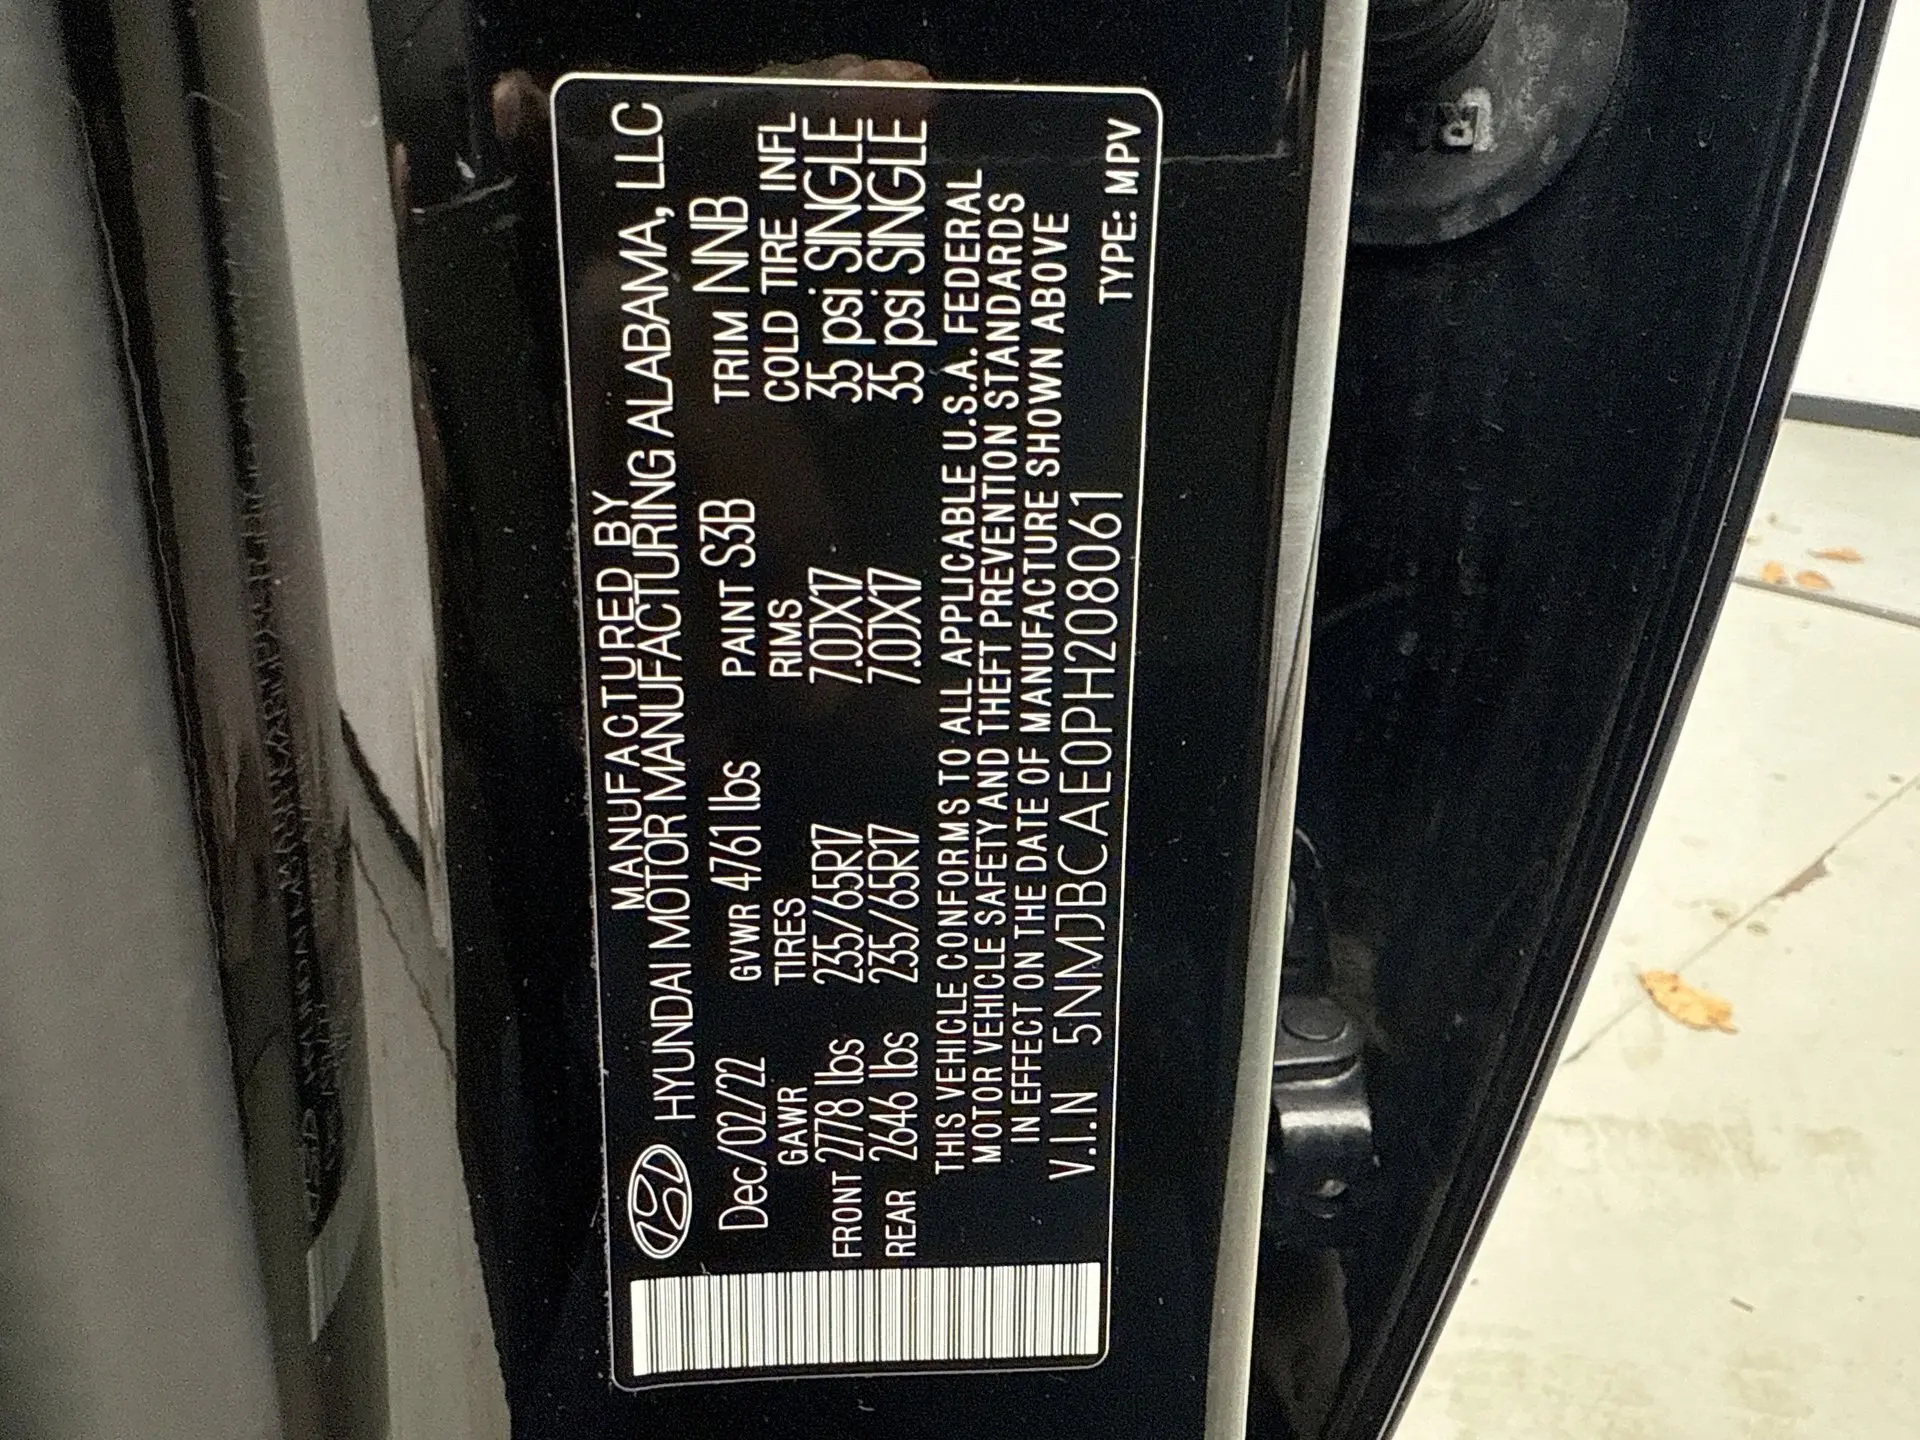 MANUFACTURED BY
HYUNDAI MOTOR MANUFACTURING ALABAMA, LLC
Dec/02/22 GVWR 4761 lbs PAINT S3B TRIM NNB
GAWR TIRES RIMS COLD TIRE INFL
FRONT 2778 lbs 235/65R17 7.0JX17 35 psi SINGLE
REAR 2646 lbs 235/65R17 7.0JX17 35 psi SINGLE
THIS VEHICLE CONFORMS TO ALL APPLICABLE U.S.A. FEDERAL
MOTOR VEHICLE SAFETY AND THEFT PREVENTION STANDARDS
IN EFFECT ON THE DATE OF MANUFACTURE SHOWN ABOVE
V.I.N 5NMJBCAE0PH208061 TYPE: MPV